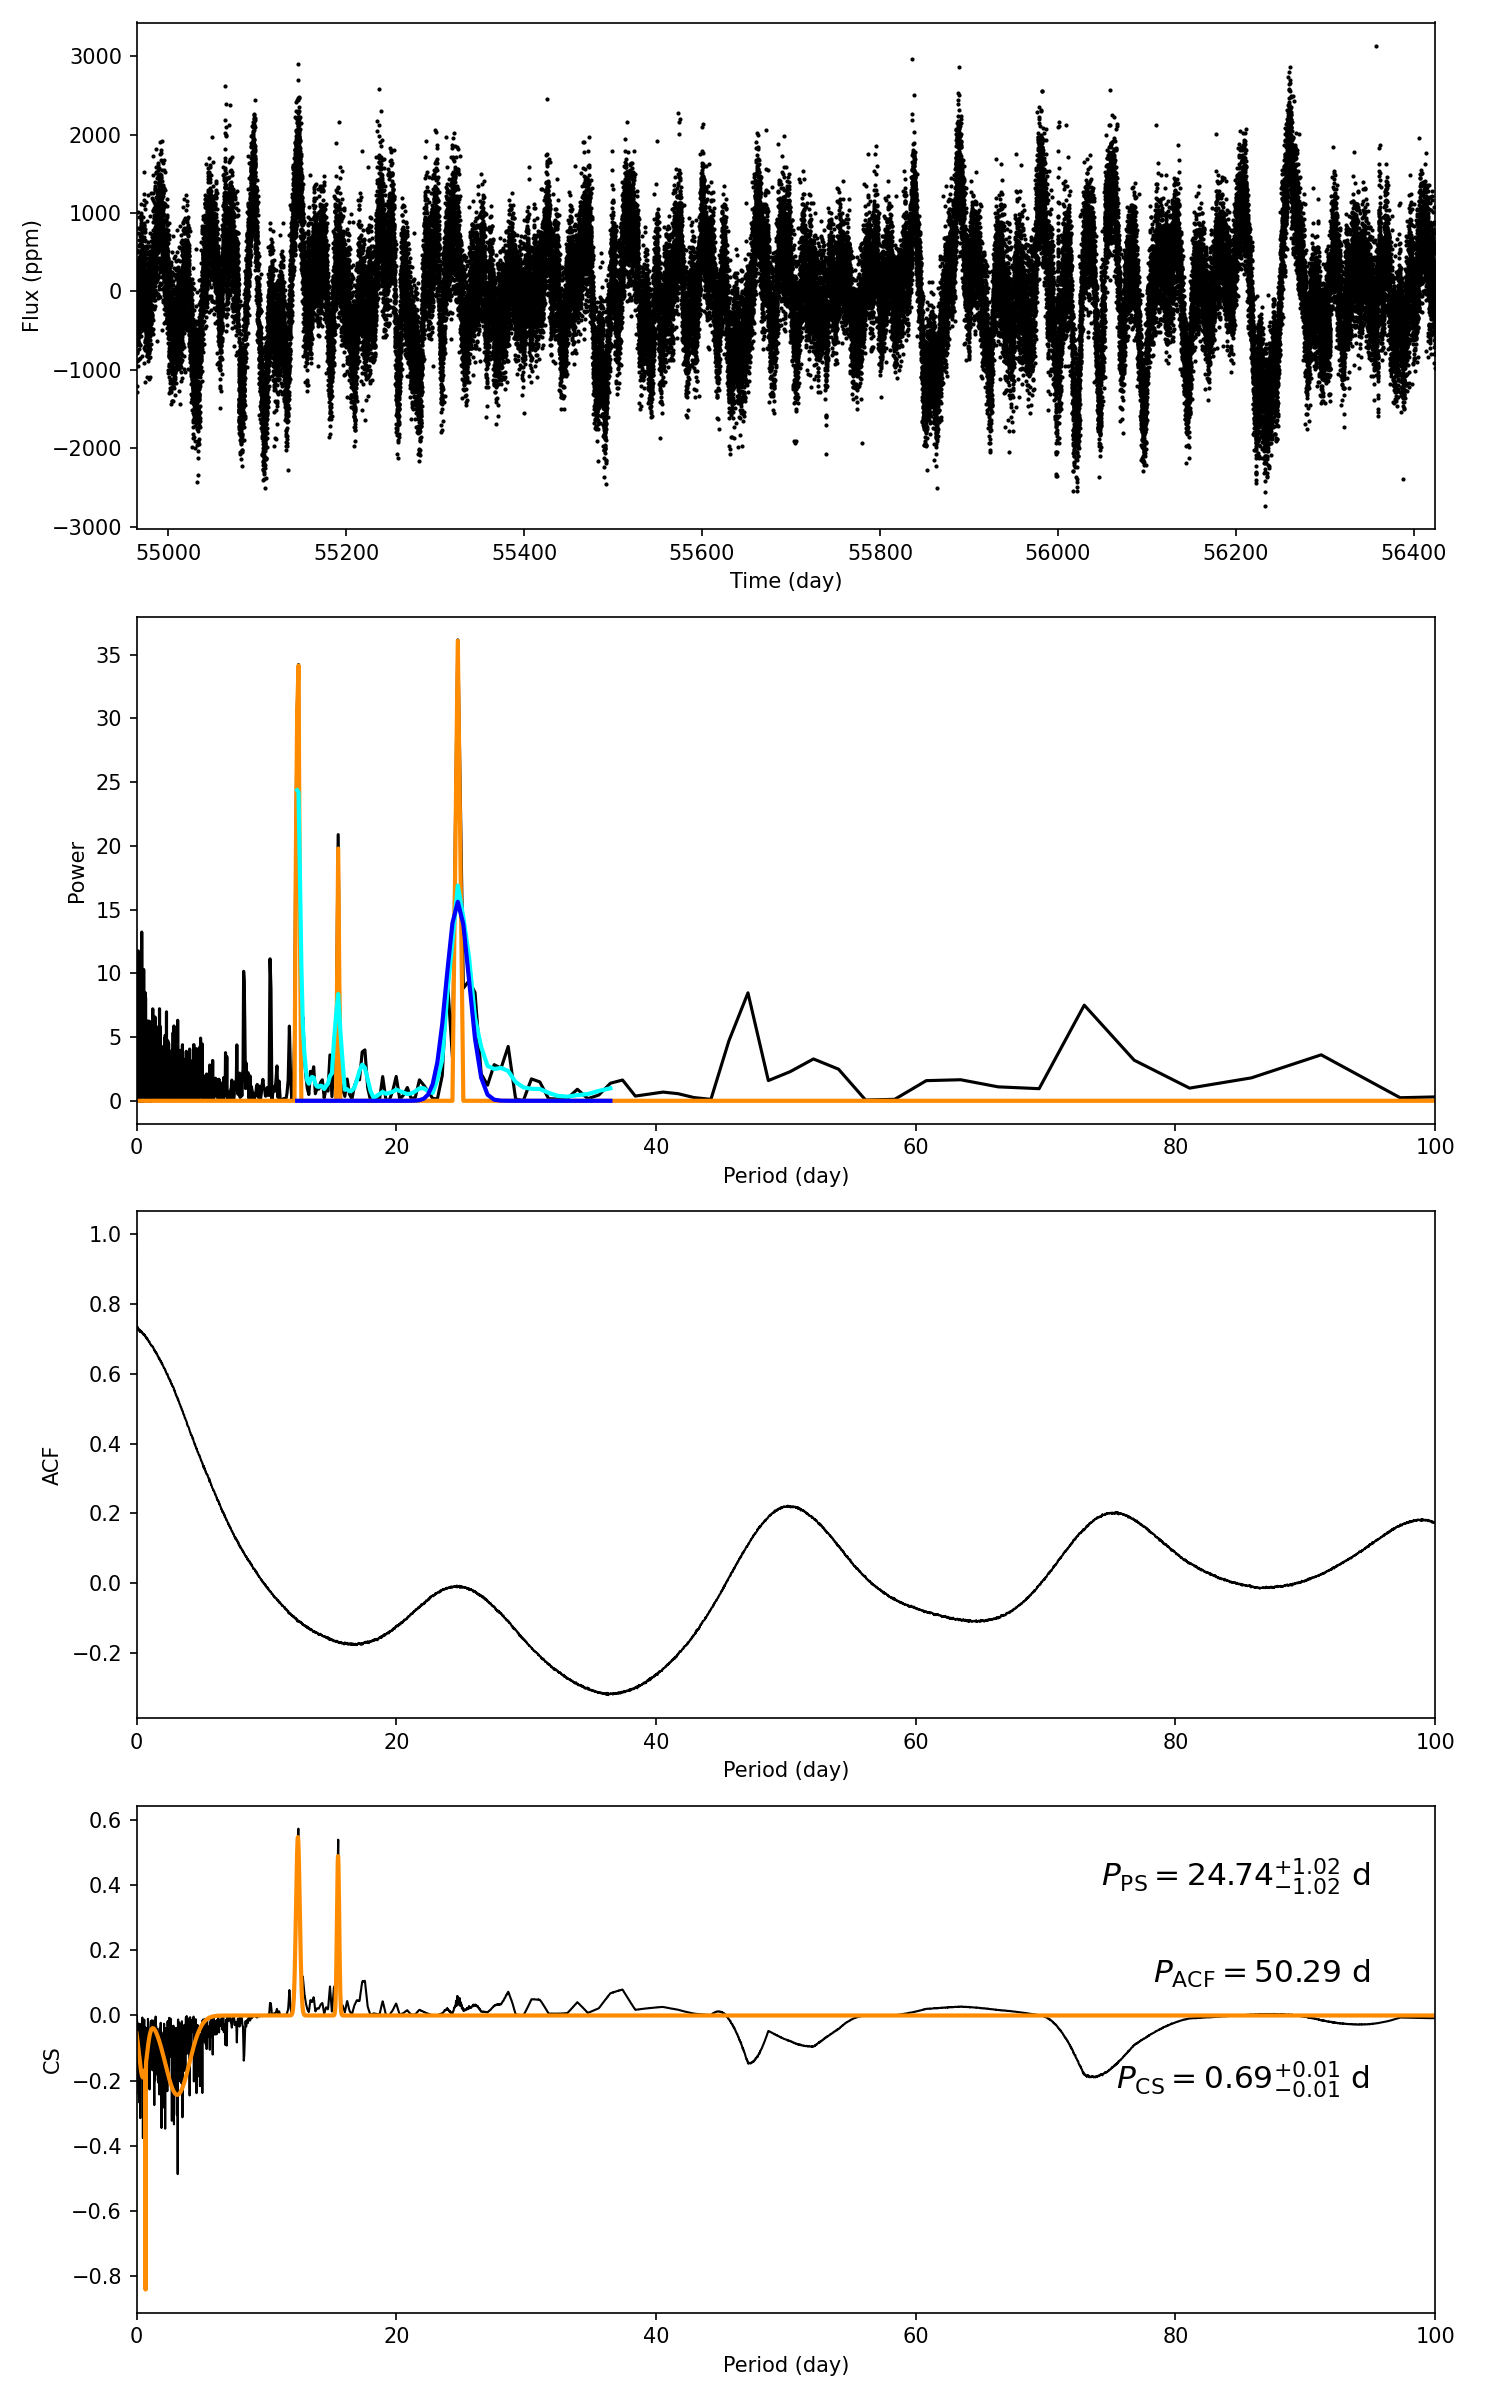 3000
2000
1000
0
−1000
−2000
−3000
Flux (ppm)
55000 55200 55400 55600 55800 56000 56200 56400
Time (day)
35
30
25
20
15
10
5
0
Power
0 20 40 60 80 100
Period (day)
1.0
0.8
0.6
0.4
0.2
0.0
−0.2
ACF
0 20 40 60 80 100
Period (day)
0.6
0.4
0.2
0.0
−0.2
−0.4
−0.6
−0.8
CS
P_PS = 24.74^{+1.02}_{−1.02} d
P_ACF = 50.29 d
P_CS = 0.69^{+0.01}_{−0.01} d
0 20 40 60 80 100
Period (day)